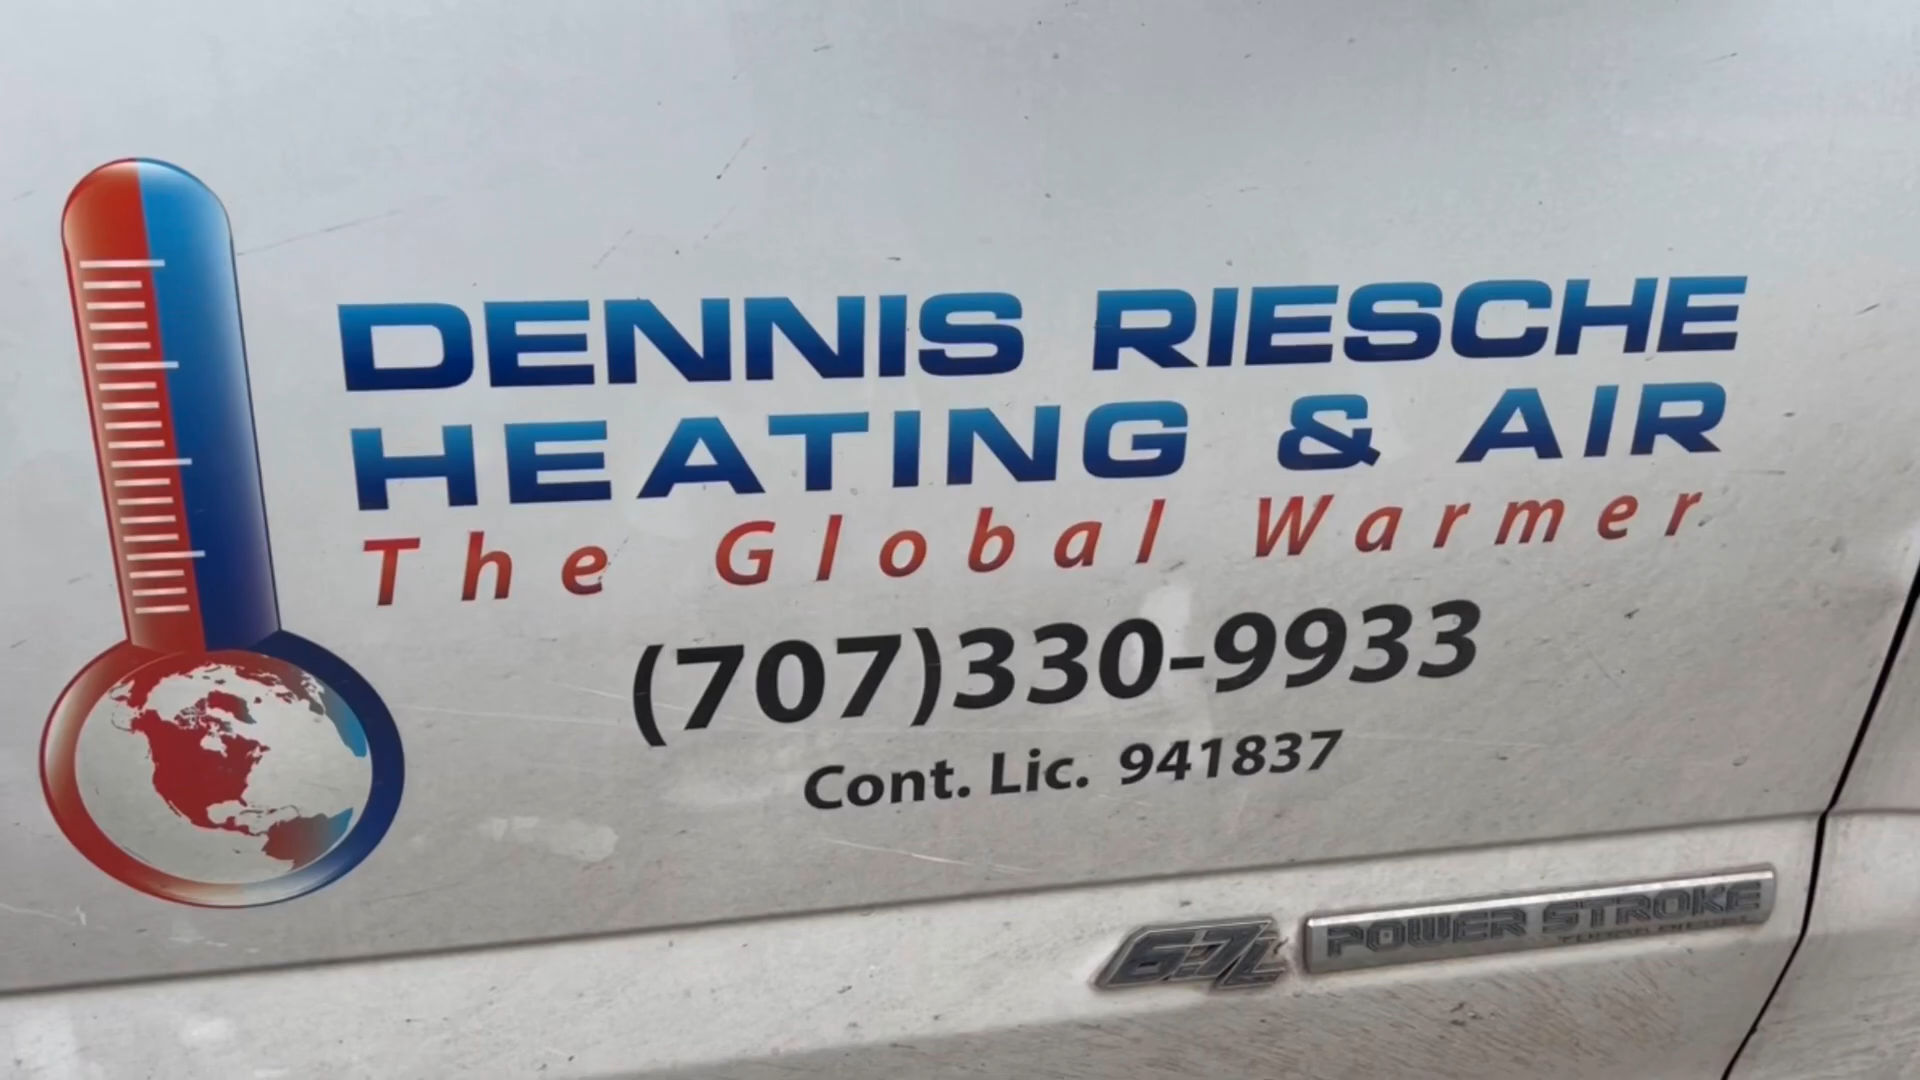 DENNIS RIESCHE
HEATING & AIR
The Global Warmer
(707)330-9933
Cont. Lic. 941837
6.7L POWER STROKE